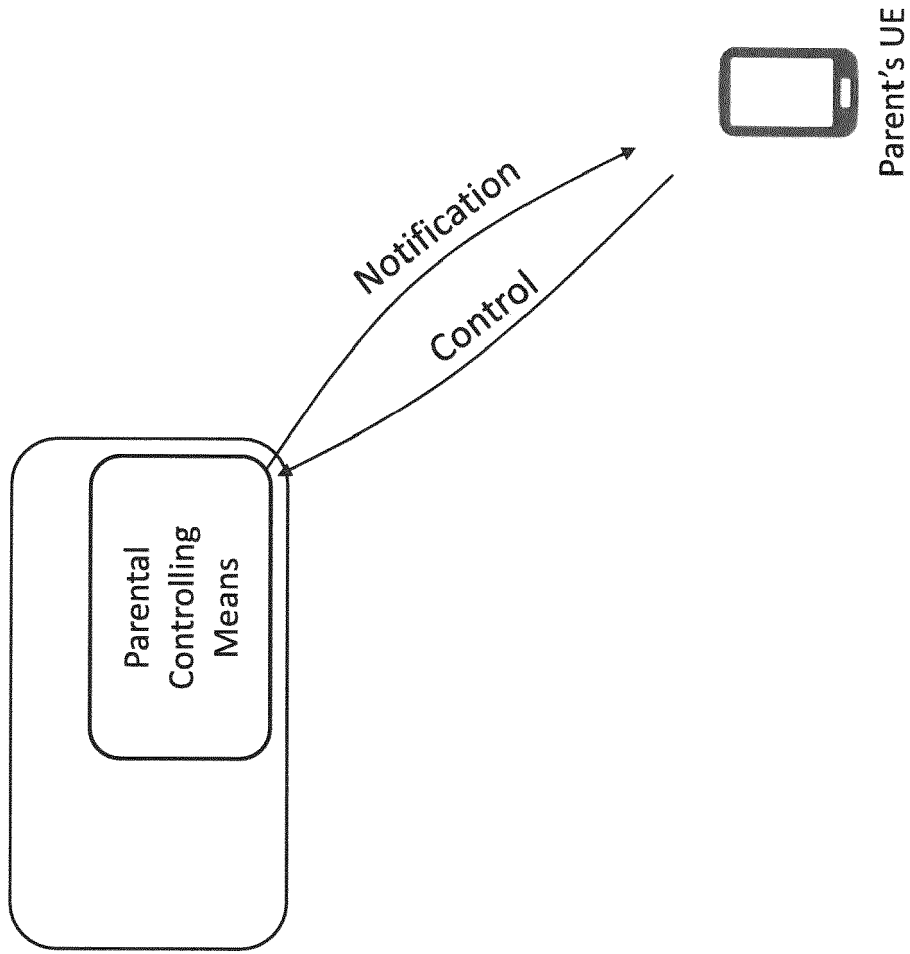 Parental
Controlling
Means
Notification
Control
Parent's UE